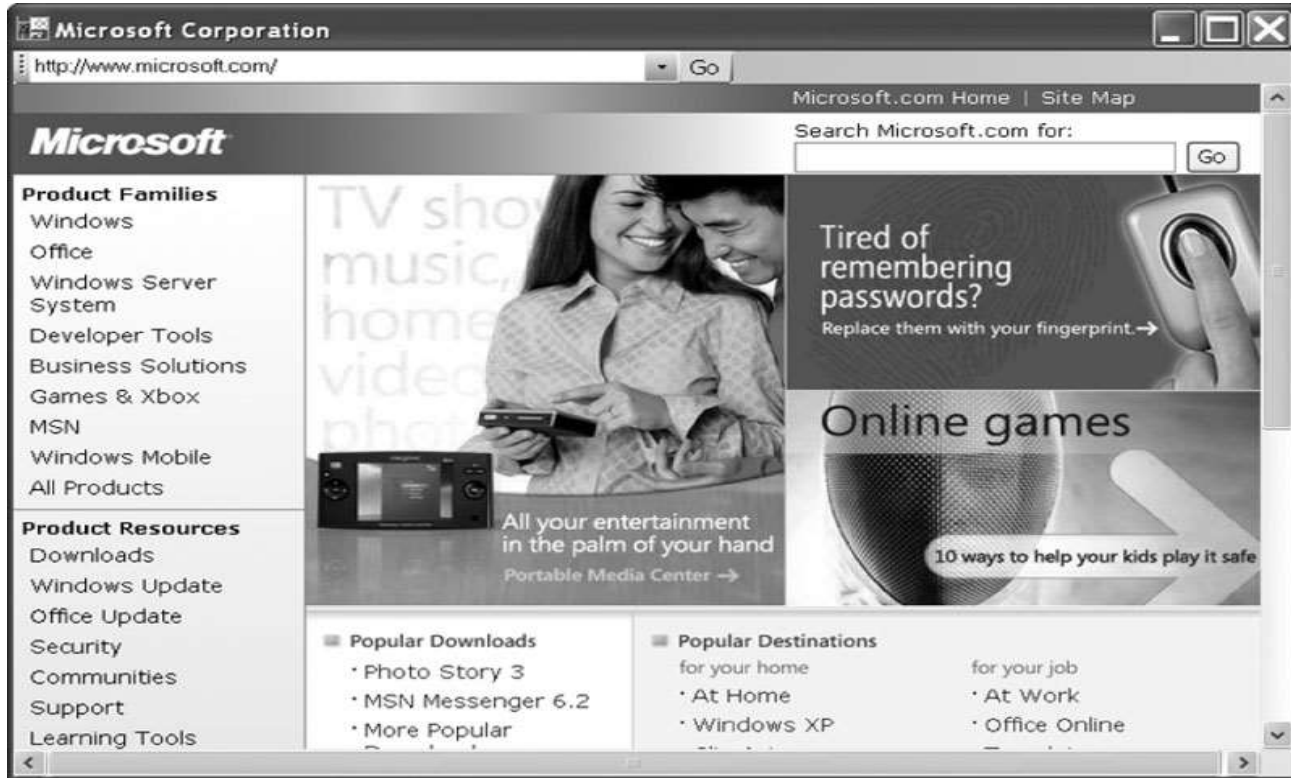 Microsoft Corporation
http://www.microsoft.com/
Go
Microsoft.com Home | Site Map
Microsoft
Search Microsoft.com for:
Go
Product Families
Windows
Office
Windows Server
System
Developer Tools
Business Solutions
Games & Xbox
MSN
Windows Mobile
All Products
Product Resources
Downloads
Windows Update
Office Update
Security
Communities
Support
Learning Tools
TV
music,
home
video
All your entertainment
in the palm of your hand
Portable Media Center →
Tired of
remembering
passwords?
Replace them with your fingerprint.→
Online games
10 ways to help your kids play it safe
Popular Downloads
· Photo Story 3
· MSN Messenger 6.2
· More Popular
Popular Destinations
for your home
· At Home
· Windows XP
for your job
· At Work
· Office Online